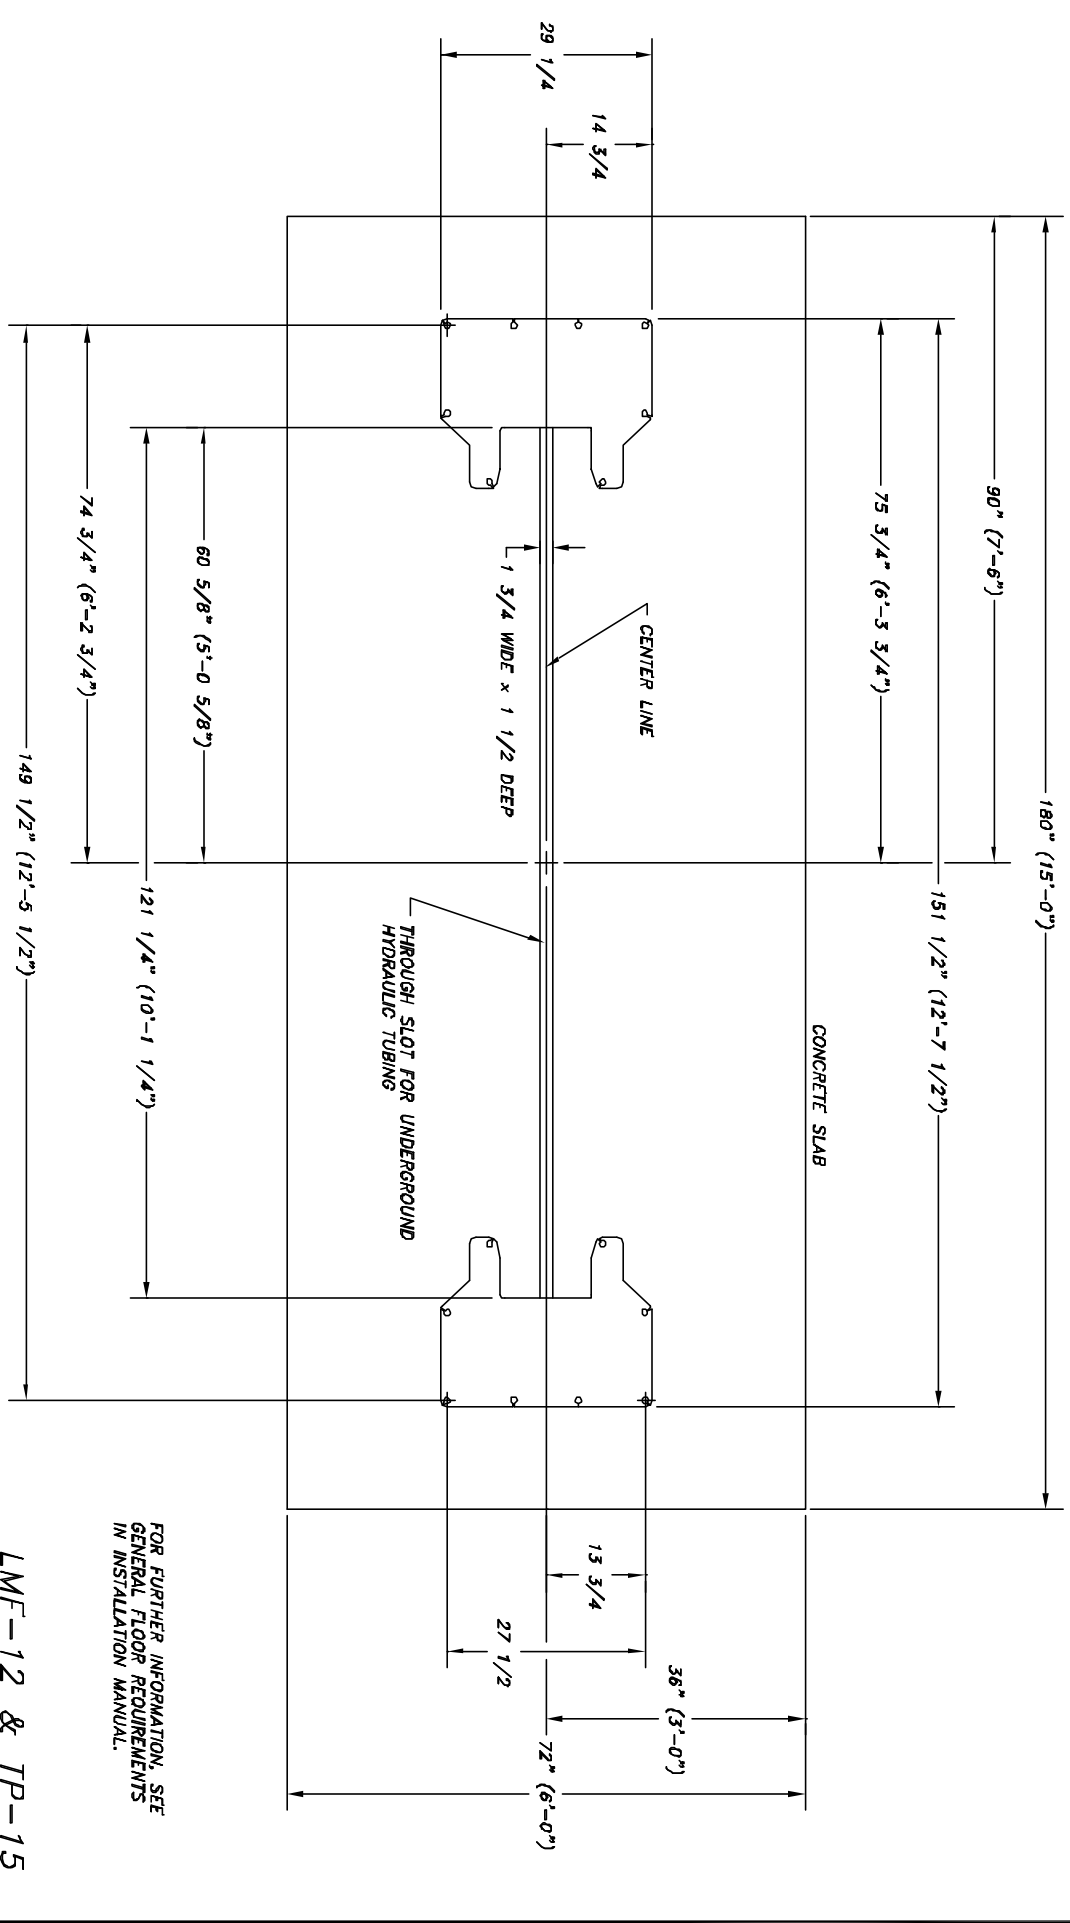 180" (15'-0")
90" (7'-6")
151 1/2" (12'-7 1/2")
75 3/4" (6'-3 3/4")
CONCRETE SLAB
29 1/4
14 3/4
CENTER LINE
1 3/4 WIDE x 1 1/2 DEEP
THROUGH SLOT FOR UNDERGROUND
HYDRAULIC TUBING
36" (3'-0")
13 3/4
72" (6'-0")
27 1/2
60 5/8" (5'-0 5/8")
121 1/4" (10'-1 1/4")
74 3/4" (6'-2 3/4")
149 1/2" (12'-5 1/2")
FOR FURTHER INFORMATION, SEE
GENERAL FLOOR REQUIREMENTS
IN INSTALLATION MANUAL.
LMF-12 & TP-15